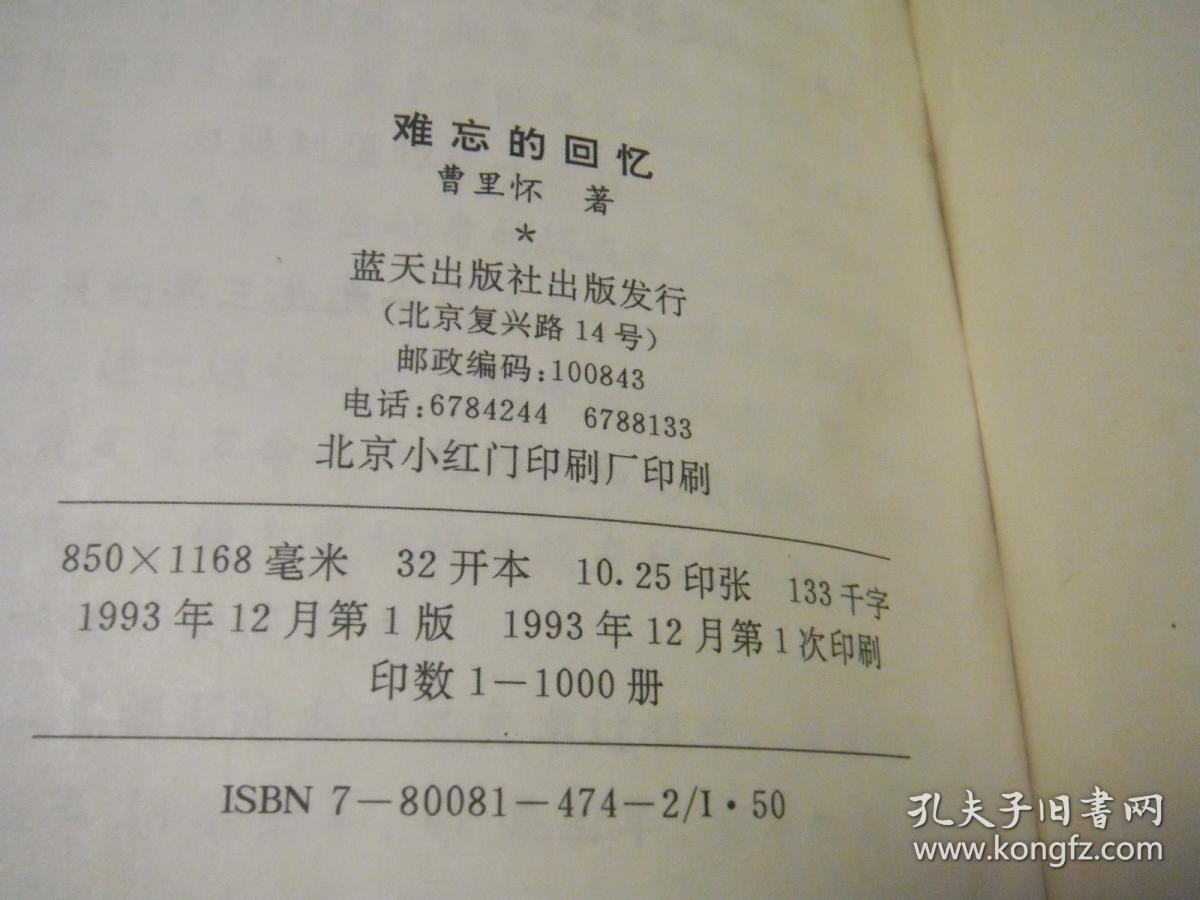 难忘的回忆
曹里怀 著
*
蓝天出版社出版发行
(北京复兴路14号)
邮政编码:100843
电话:6784244 6788133
北京小红门印刷厂印刷
850×1168毫米 32开本 10.25印张 133千字
1993年12月第1版 1993年12月第1次印刷
印数1-1000册
ISBN 7-80081-474-2/I·50
孔夫子旧书网
www.kongfz.com